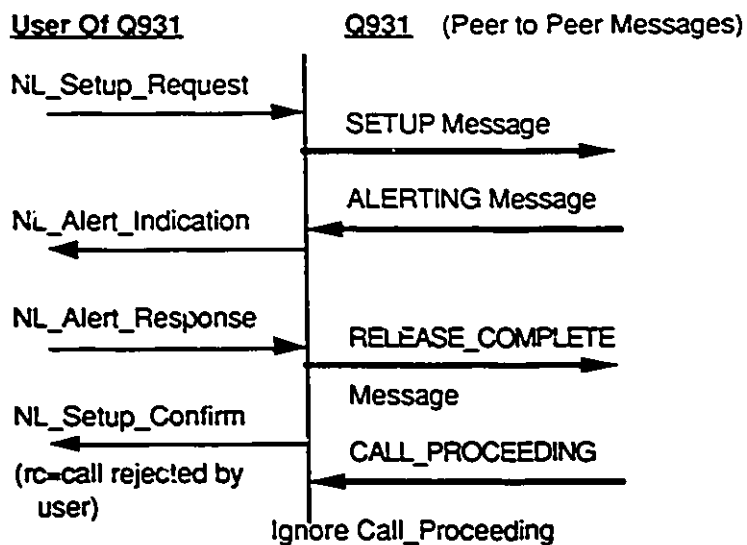 User Of Q931
Q931 (Peer to Peer Messages)
NL_Setup_Request
SETUP Message
ALERTING Message
NL_Alert_Indication
NL_Alert_Response
RELEASE_COMPLETE
Message
NL_Setup_Confirm
CALL_PROCEEDING
(rc=call rejected by
user)
Ignore Call_Proceeding